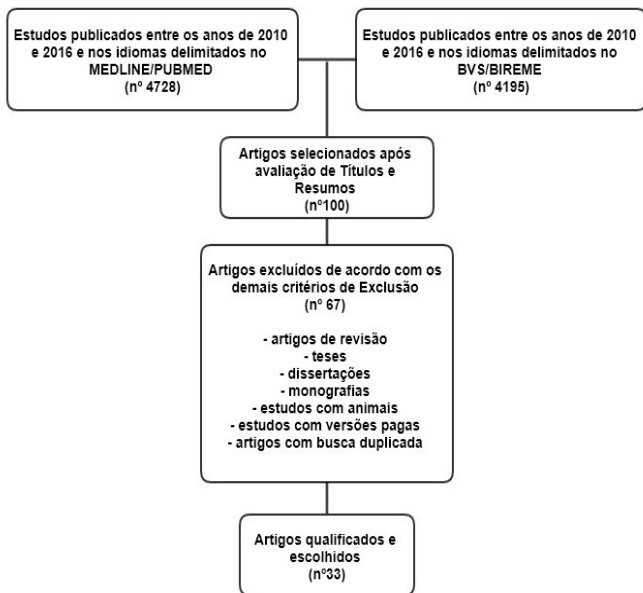 Estudos publicados entre os anos de 2010
e 2016 e nos idiomas delimitados no
MEDLINE/PUBMED
(nº 4728)
Estudos publicados entre os anos de 2010
e 2016 e nos idiomas delimitados no
BVS/BIREME
(nº 4195)
Artigos selecionados após
avaliação de Títulos e
Resumos
(nº100)
Artigos excluídos de acordo com os
demais critérios de Exclusão
(nº 67)
- artigos de revisão
- teses
- dissertações
- monografias
- estudos com animais
- estudos com versões pagas
- artigos com busca duplicada
Artigos qualificados e
escolhidos
(nº33)